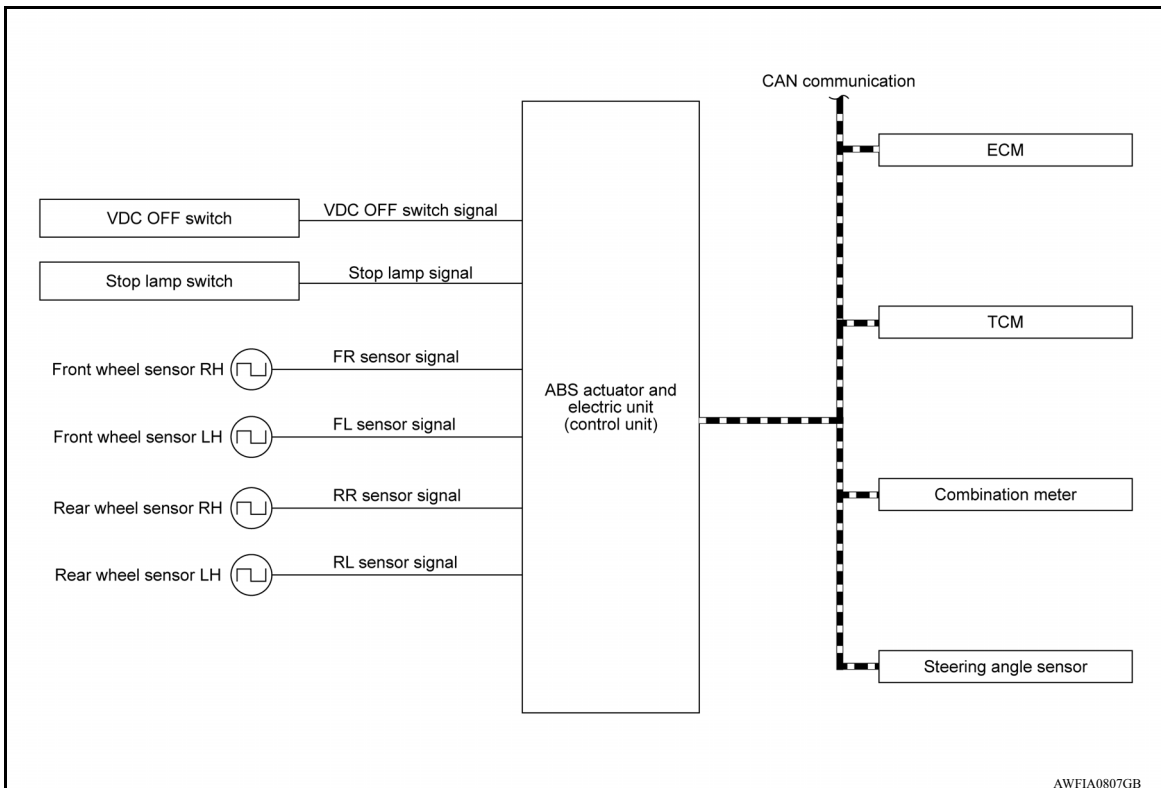 CAN communication
ECM
VDC OFF switch
VDC OFF switch signal
Stop lamp switch
Stop lamp signal
TCM
Front wheel sensor RH
FR sensor signal
ABS actuator and
electric unit
(control unit)
Front wheel sensor LH
FL sensor signal
Rear wheel sensor RH
RR sensor signal
Combination meter
Rear wheel sensor LH
RL sensor signal
Steering angle sensor
AWFIA0807GB